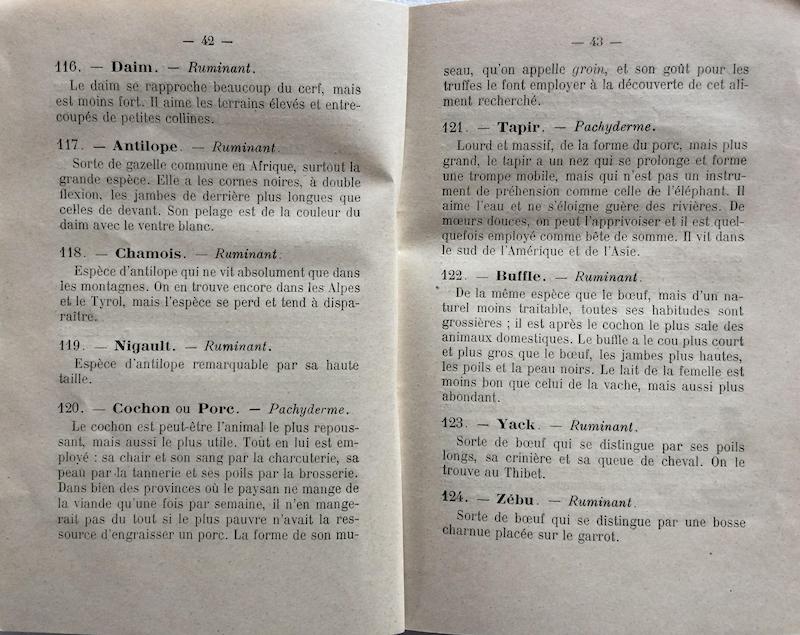 — 42 —
116. — Daim. — Ruminant.
Le daim se rapproche beaucoup du cerf, mais
est moins fort. Il aime les terrains élevés et entre-
coupés de petites collines.
117. — Antilope. — Ruminant.
Sorte de gazelle commune en Afrique, surtout la
grande espèce. Elle a les cornes noires, à double
flexion, les jambes de derrière plus longues que
celles de devant. Son pelage est de la couleur du
daim avec le ventre blanc.
118. — Chamois. — Ruminant.
Espèce d'antilope qui ne vit absolument que dans
les montagnes. On en trouve encore dans les Alpes
et le Tyrol, mais l'espèce se perd et tend à dispa-
raître.
119. — Nigault. — Ruminant.
Espèce d'antilope remarquable par sa haute
taille.
120. — Cochon ou Porc. — Pachyderme.
Le cochon est peut-être l'animal le plus repous-
sant, mais aussi le plus utile. Tout en lui est em-
ployé : sa chair et son sang par la charcuterie, sa
peau par la tannerie et ses poils par la brosserie.
Dans bien des provinces où le paysan ne mange de
la viande qu'une fois par semaine, il n'en mange-
rait pas du tout si le plus pauvre n'avait la res-
source d'engraisser un porc. La forme de son mu-
— 43 —
seau, qu'on appelle groin, et son goût pour les
truffes le font employer à la découverte de cet ali-
ment recherché.
121. — Tapir. — Pachyderme.
Lourd et massif, de la forme du porc, mais plus
grand, le tapir a un nez qui se prolonge et forme
une trompe mobile, mais qui n'est pas un instru-
ment de préhension comme celle de l'éléphant. Il
aime l'eau et ne s'éloigne guère des rivières. De
mœurs douces, on peut l'apprivoiser et il est quel-
quefois employé comme bête de somme. Il vit dans
le sud de l'Amérique et de l'Asie.
122. — Buffle. — Ruminant.
De la même espèce que le bœuf, mais d'un na-
turel moins traitable, toutes ses habitudes sont
grossières ; il est après le cochon le plus sale des
animaux domestiques. Le buffle a le cou plus court
et plus gros que le bœuf, les jambes plus hautes,
les poils et la peau noirs. Le lait de la femelle est
moins bon que celui de la vache, mais aussi plus
abondant.
123. — Yack. — Ruminant.
Sorte de bœuf qui se distingue par ses poils
longs, sa crinière et sa queue de cheval. On le
trouve au Thibet.
124. — Zébu. — Ruminant.
Sorte de bœuf qui se distingue par une bosse
charnue placée sur le garrot.